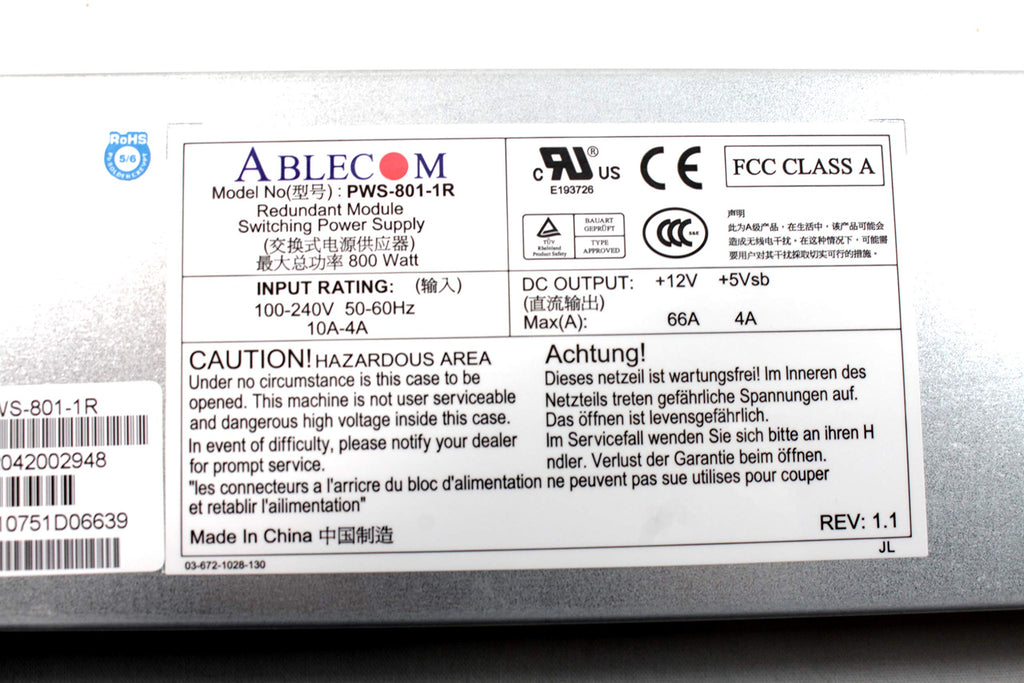 RoHS
5/6
ABLECOM
Model No(型号) : PWS-801-1R
Redundant Module
Switching Power Supply
(交换式电源供应器)
最大总功率 800 Watt
c RU ® US
E193726
CE
FCC CLASS A
TÜV
Rheinland
Product Safety
BAUART
GEPRÜFT
TYPE
APPROVED
CCC S&E
声明
此为A级产品，在生活中，该产品可能会
造成无线电干扰。在这种情况下，可能需
要用户对其干扰采取切实可行的措施。
INPUT RATING: (输入)
100-240V 50-60Hz
10A-4A
DC OUTPUT: +12V +5Vsb
(直流输出)
Max(A): 66A 4A
CAUTION! HAZARDOUS AREA
Under no circumstance is this case to be
opened. This machine is not user serviceable
and dangerous high voltage inside this case.
In event of difficulty, please notify your dealer
for prompt service.
Achtung!
Dieses netzeil ist wartungsfrei! Im Inneren des
Netzteils treten gefährliche Spannungen auf.
Das öffnen ist levensgefährlich.
Im Servicefall wenden Sie sich bitte an ihren H
ndler. Verlust der Garantie beim öffnen.
"les connecteurs a l'arricre du bloc d'alimentation ne peuvent pas sue utilises pour couper
et retablir l'ailimentation"
Made In China 中国制造
REV: 1.1
JL
03-672-1028-130
WS-801-1R
042002948
10751D06639